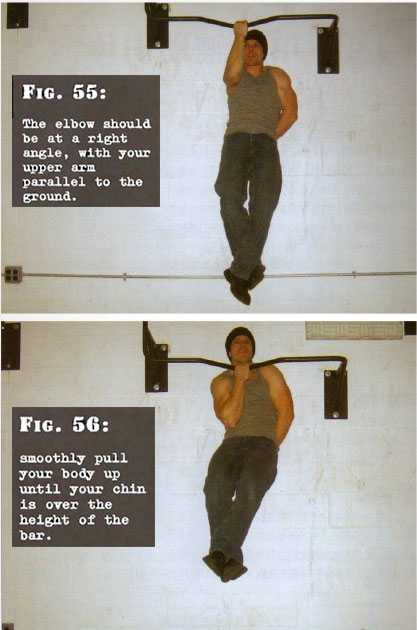 Fig. 55:
The elbow should
be at a right
angle, with your
upper arm
parallel to the
ground.
Fig. 56:
smoothly pull
your body up
until your chin
is over the
height of the
bar.